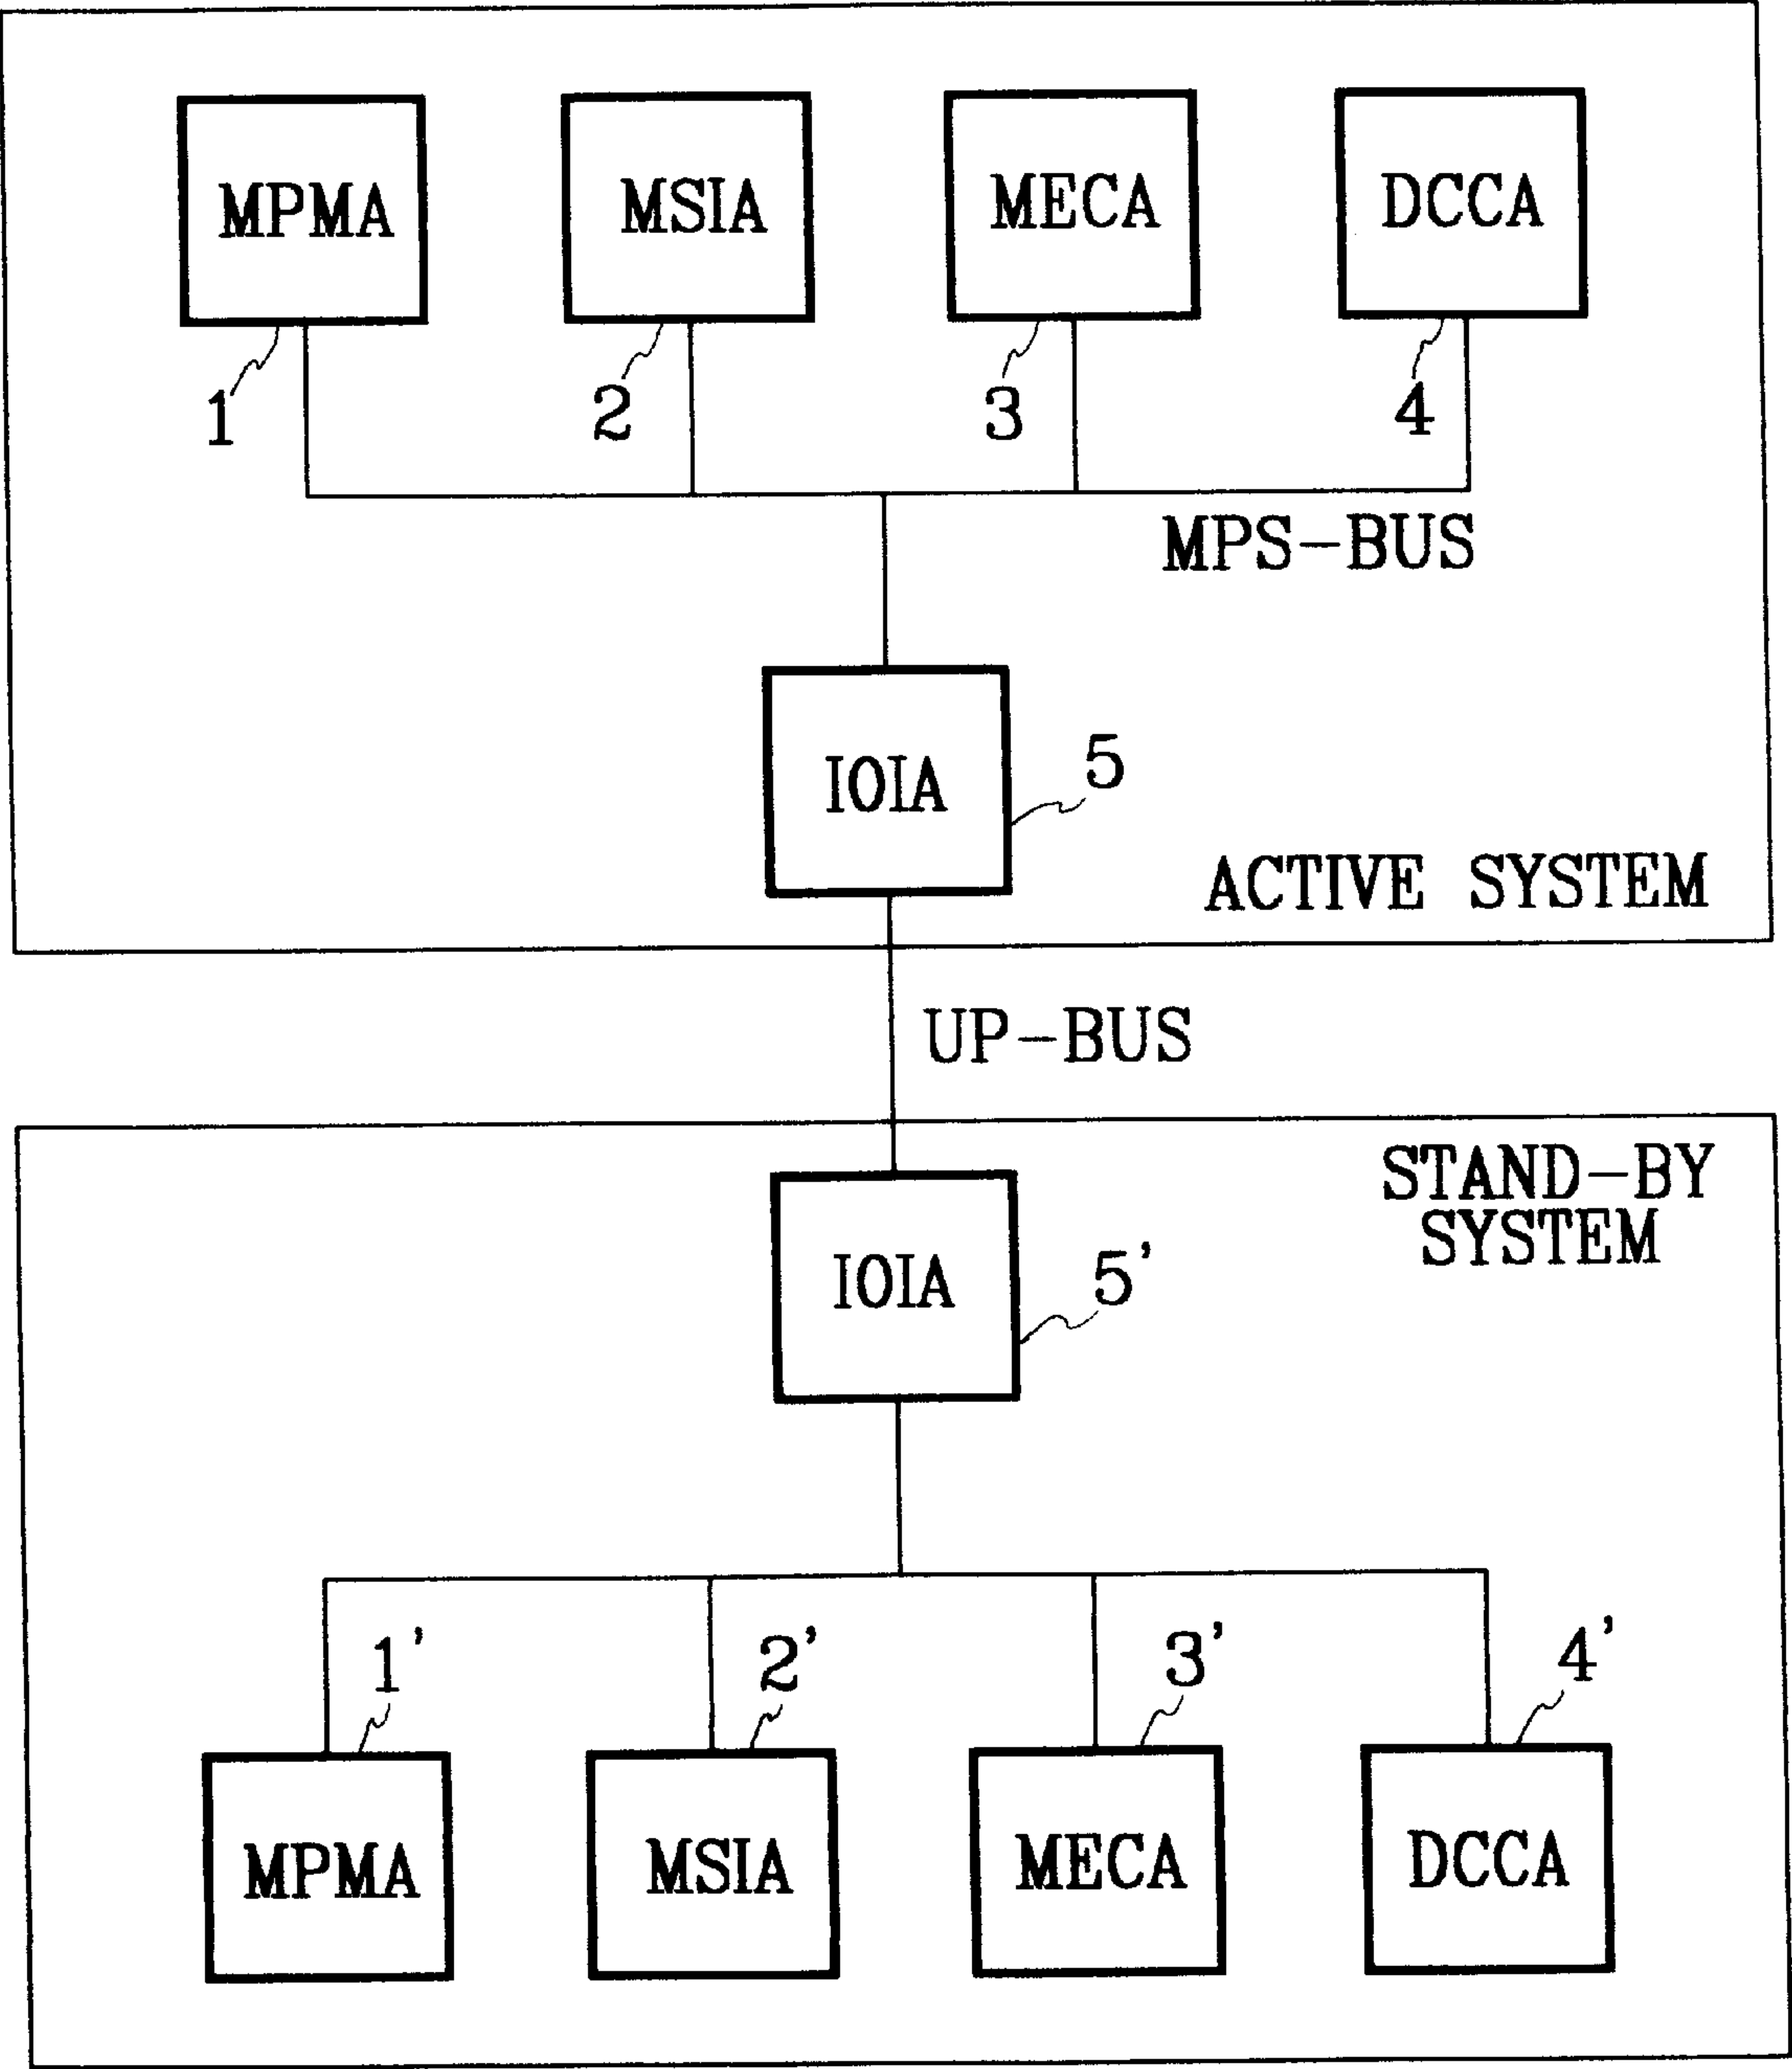 MPMA
MSIA
MECA
DCCA
1
2
3
4
MPS-BUS
IOIA
5
ACTIVE SYSTEM
UP-BUS
STAND-BY
SYSTEM
IOIA
5'
1'
2'
3'
4'
MPMA
MSIA
MECA
DCCA